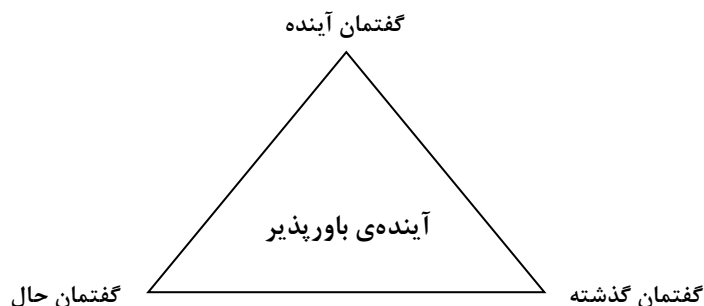 گفتمان آینده
آینده‌ی باورپذیر
گفتمان گذشته
گفتمان حال